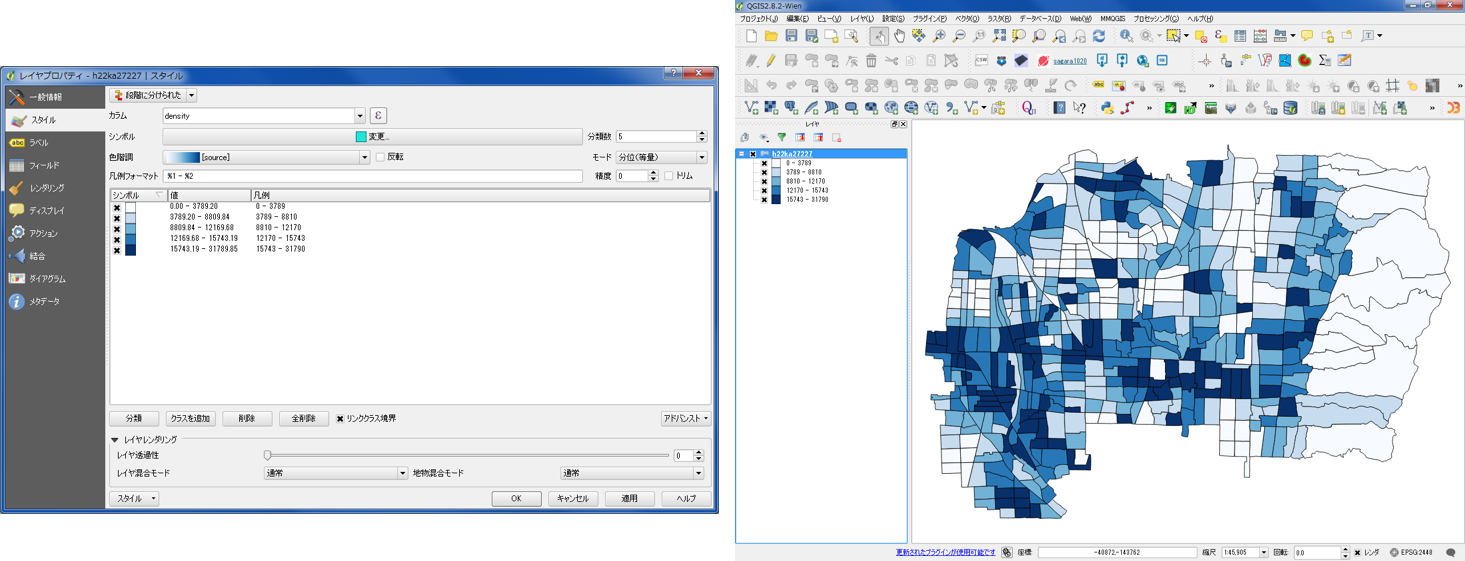 レイヤプロパティ - h22ka27227 | スタイル
一般情報
スタイル
ラベル
フィールド
レンダリング
ディスプレイ
アクション
結合
ダイアグラム
メタデータ
段階に分けられた
カラム density ε
シンボル 変更... 分類数 5
色階調 [source] 反転 モード 分位(等量)
凡例フォーマット %1 - %2 精度 0 トリム
シンボル 値 凡例
0.00 - 3789.20 0 - 3789
3789.20 - 8809.84 3789 - 8810
8809.84 - 12169.68 8810 - 12170
12169.68 - 15743.19 12170 - 15743
15743.19 - 31789.85 15743 - 31790
分類 クラスを追加 削除 全削除 リンククラス境界 アドバンスト
レイヤレンダリング
レイヤ透過性 0
レイヤ混合モード 通常 地物混合モード 通常
スタイル OK キャンセル 適用 ヘルプ
QGIS2.8.2-Wien
プロジェクト(J) 編集(E) ビュー(V) レイヤ(L) 設定(S) プラグイン(P) ベクタ(O) ラスタ(R) データベース(D) Web(W) MMQGIS プロセッシング(C) ヘルプ(H)
CSW sagara1020
レイヤ
h22ka27227
0 - 3789
3789 - 8810
8810 - 12170
12170 - 15743
15743 - 31790
更新されたプラグインが使用可能です 座標: -40872,-143762 縮尺 1:45,905 回転: 0.0 レンダ EPSG:2448